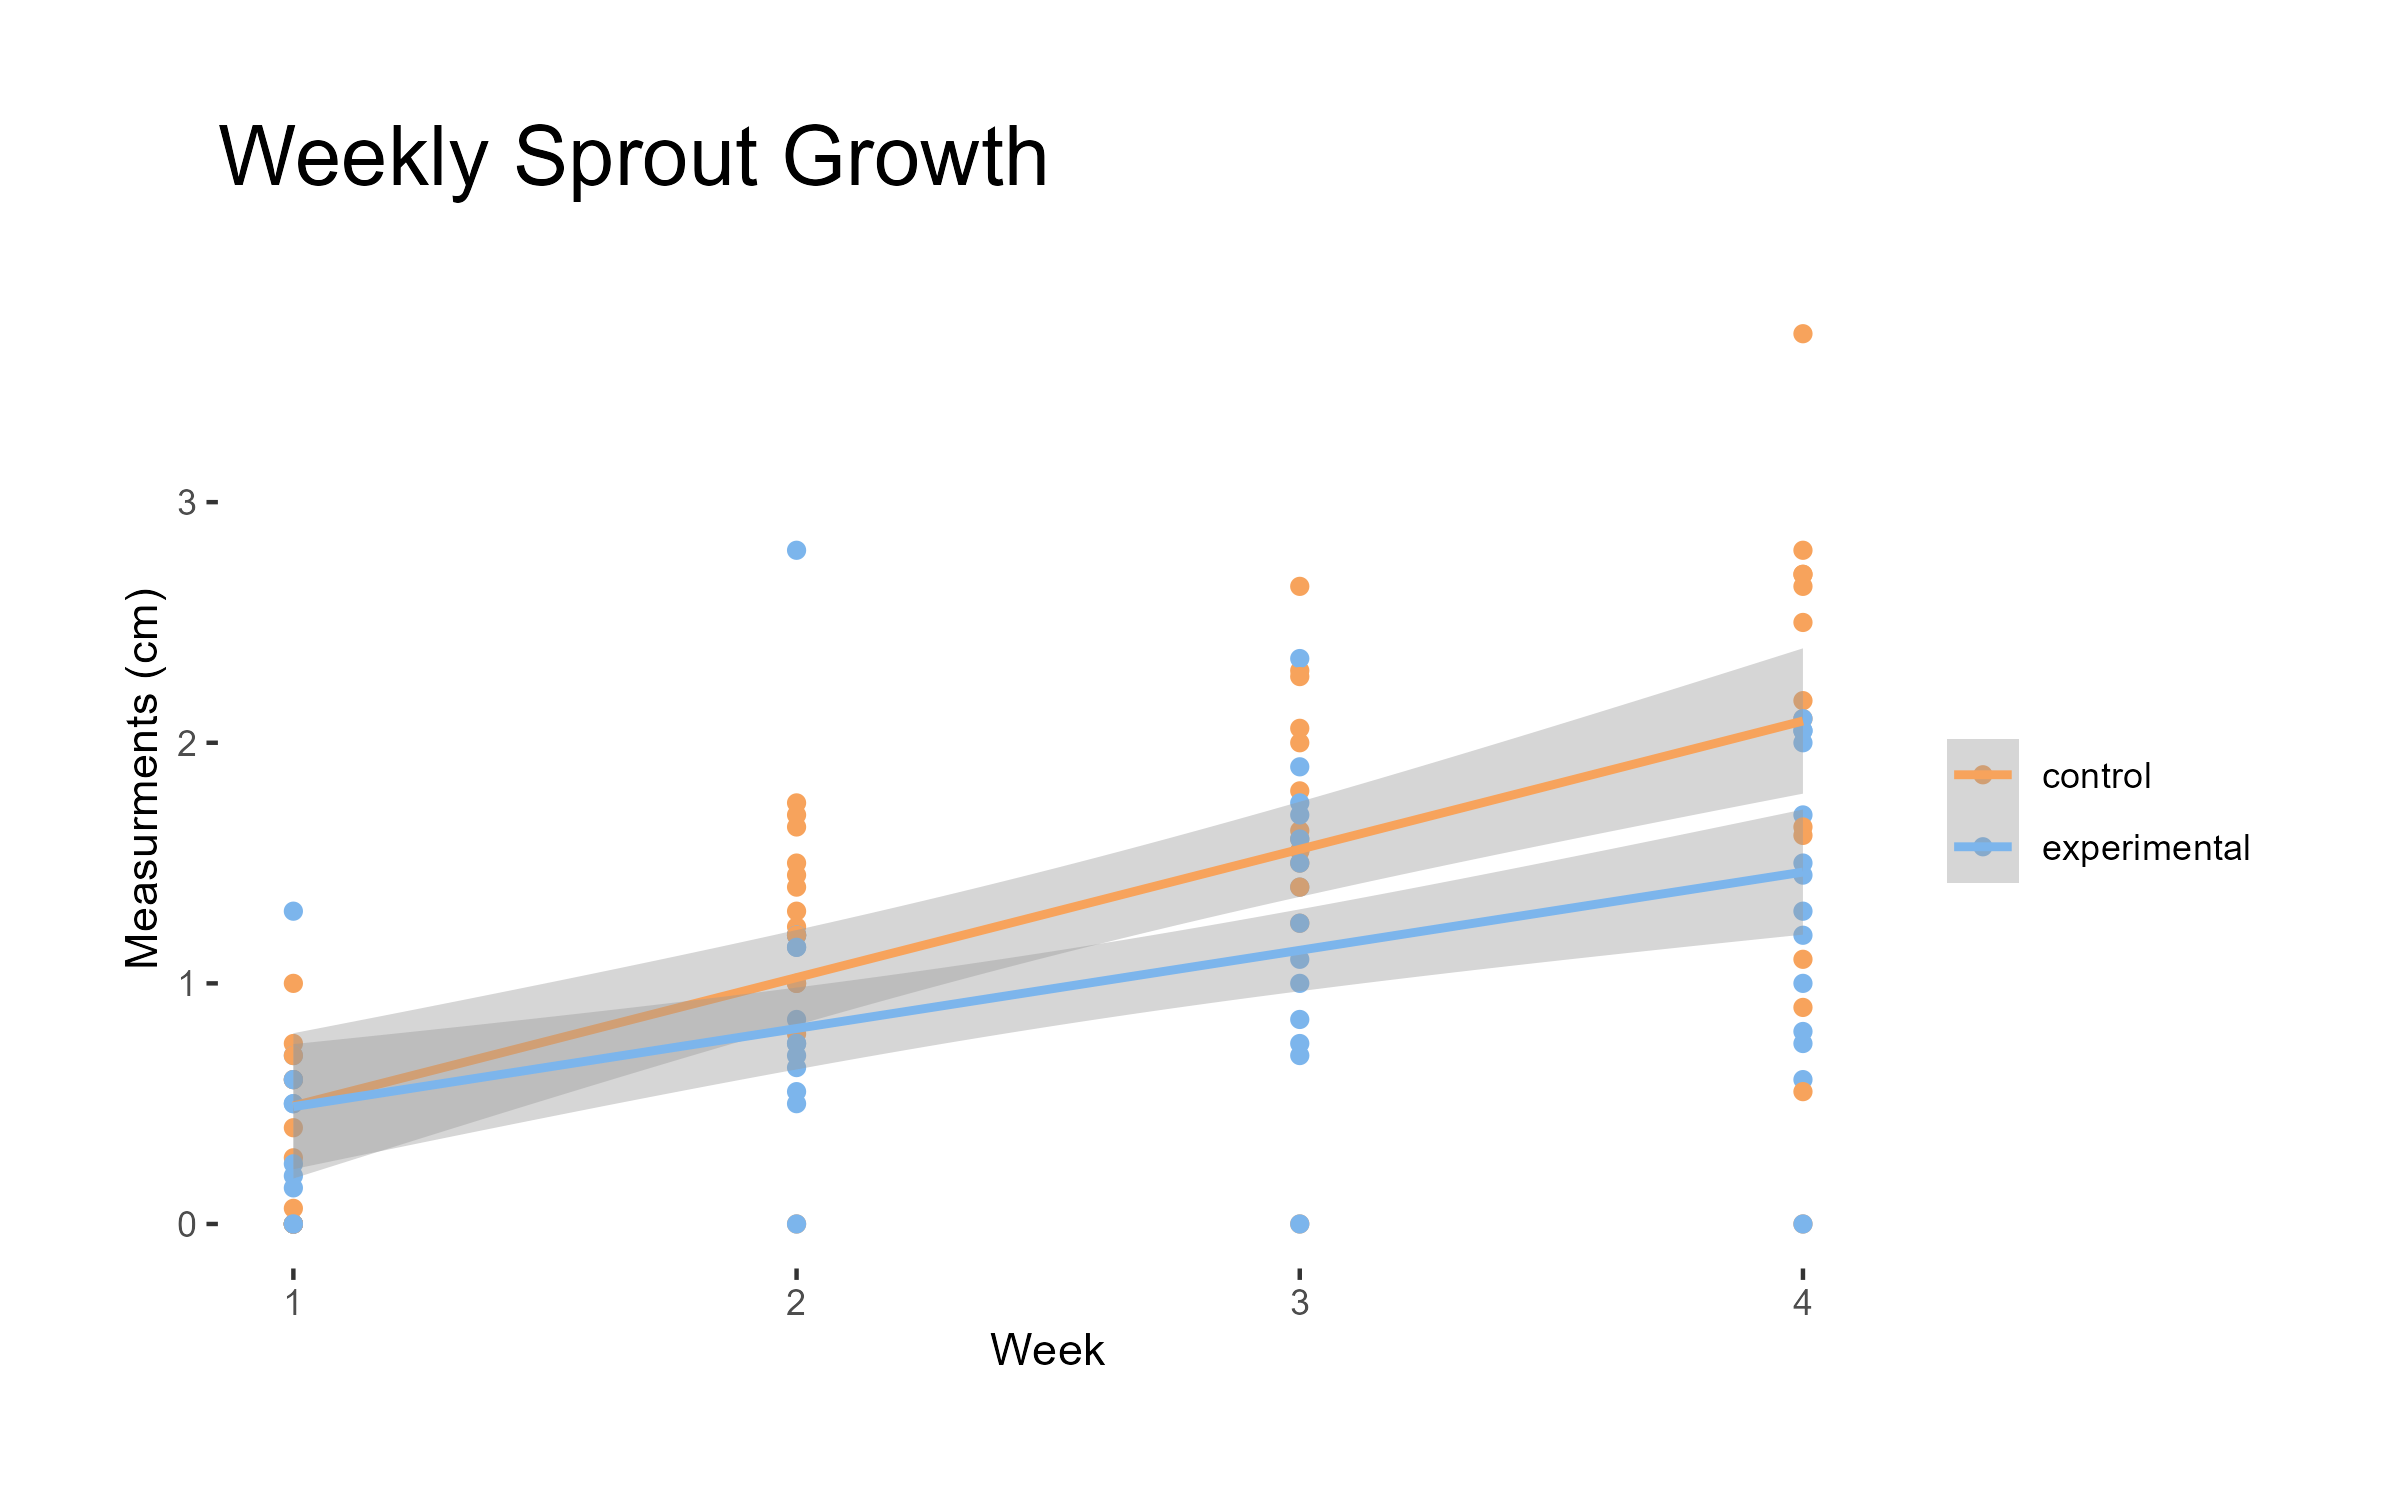 Weekly Sprout Growth
3
2
1
0
Measurments (cm)
1 2 3 4
Week
control
experimental